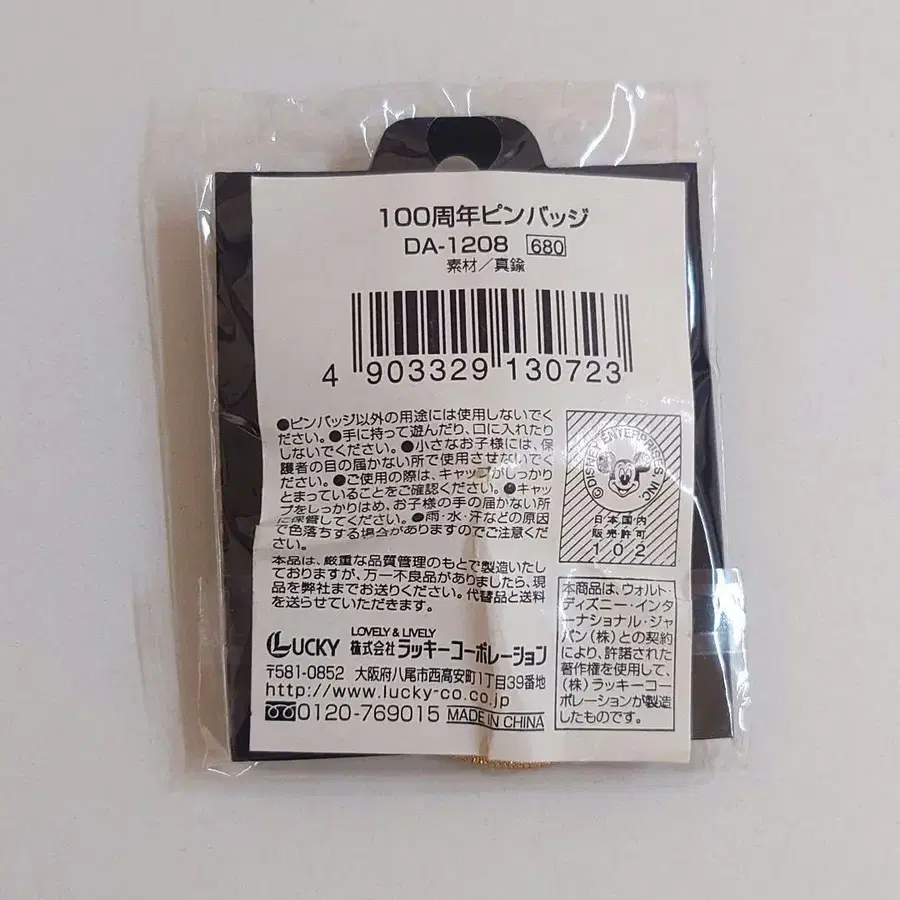 100周年ピンバッジ
DA-1208 680
素材/真鍮
4 903329 130723
●ピンバッジ以外の用途には使用しないでく
ださい。●手に持って遊んだり、口に入れたり
しないでください。●小さなお子様には、保
護者の目の届かない所で使用させないでく
ださい。●ご使用の際は、キャップがしっかり
とまっていることをご確認ください。●キャッ
プをしっかりはめ、お子様の手の届かない所
に保管してください。●雨・水・汗などの原因
で色落ちする場合がありますのでご注意くだ
さい。
本品は、厳重な品質管理のもとで製造いたし
ておりますが、万一不良品がありましたら、現
品を弊社までお送りください。代替品と送料
を送らせていただきます。
©DISNEY ENTERPRISES, INC.
日本国内
販売許可
102
本商品は、ウォルト・
ディズニー・インタ
ーナショナル・ジャ
パン(株)との契約
により、許諾された
著作権を使用して、
(株)ラッキーコー
ポレーションが製造
したものです。
LUCKY
LOVELY & LIVELY
株式会社ラッキーコーポレーション
〒581-0852 大阪府八尾市西高安町1丁目39番地
http://www.lucky-co.co.jp
0120-769015 MADE IN CHINA